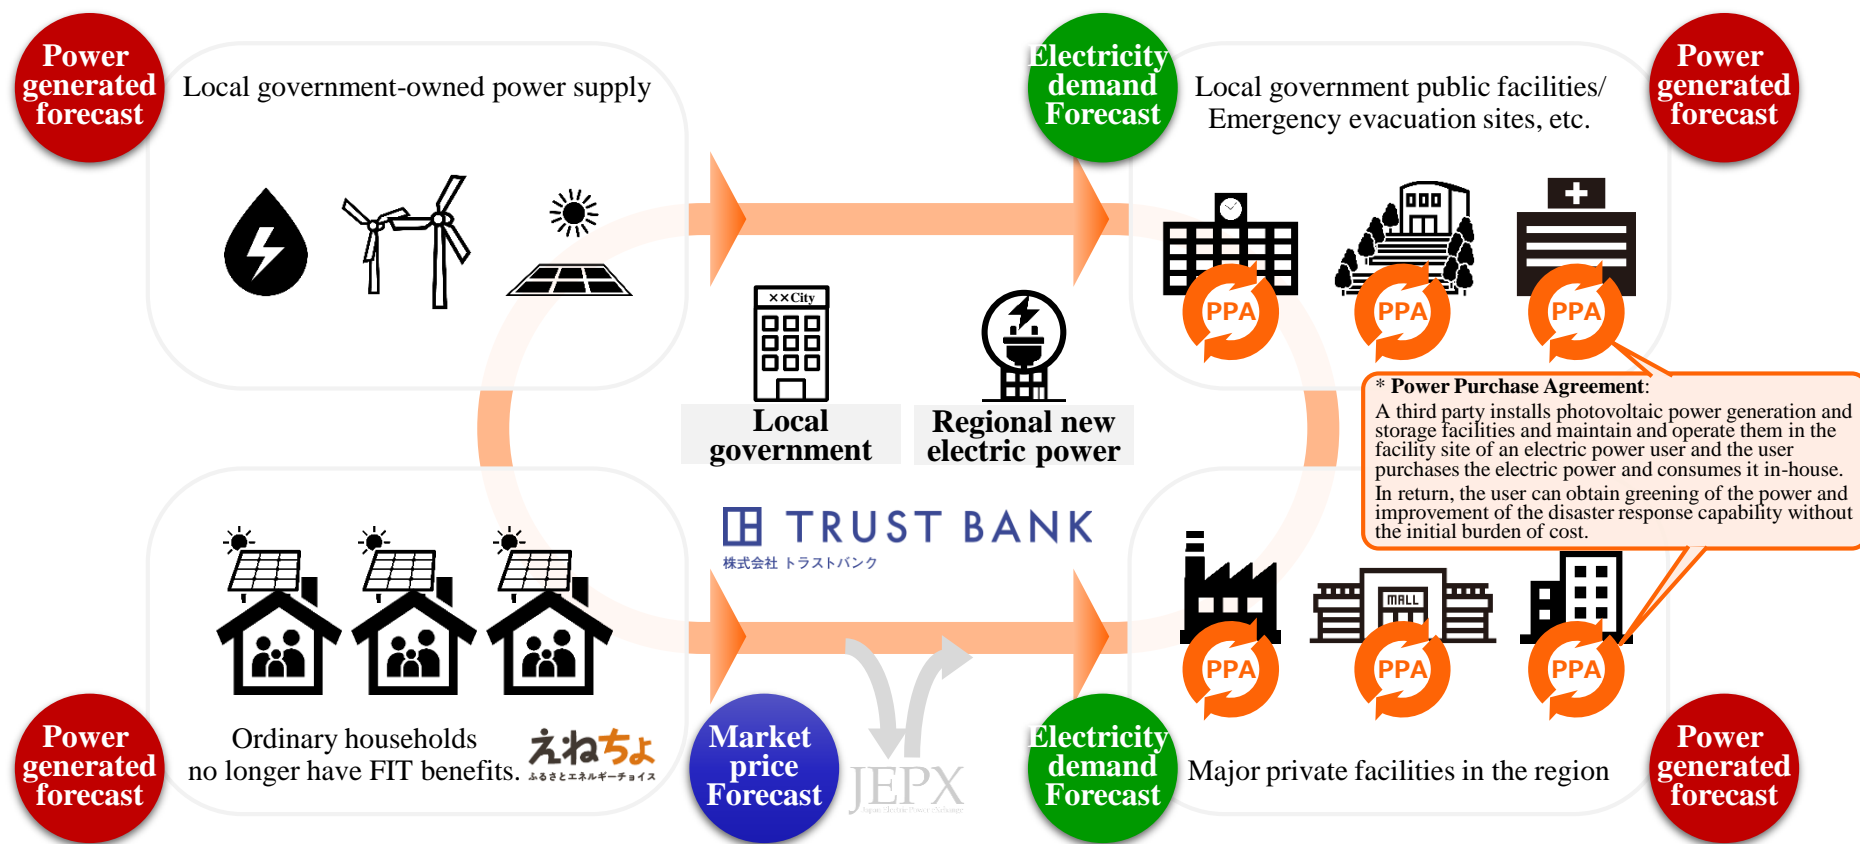 Power
generated
forecast
Local government-owned power supply
Electricity
demand
Forecast
Local government public facilities/
Emergency evacuation sites, etc.
Power
generated
forecast
××City
PPA
PPA
PPA
Local
government
Regional new
electric power
* Power Purchase Agreement:
A third party installs photovoltaic power generation and
storage facilities and maintain and operate them in the
facility site of an electric power user and the user
purchases the electric power and consumes it in-house.
In return, the user can obtain greening of the power and
improvement of the disaster response capability without
the initial burden of cost.
TRUST BANK
株式会社 トラストバンク
MALL
PPA
PPA
PPA
Power
generated
forecast
Ordinary households
no longer have FIT benefits.
えねちょ
ふるさとエネルギーチョイス
Market
price
Forecast
JEPX
Japan Electric Power eXchange
Electricity
demand
Forecast
Major private facilities in the region
Power
generated
forecast